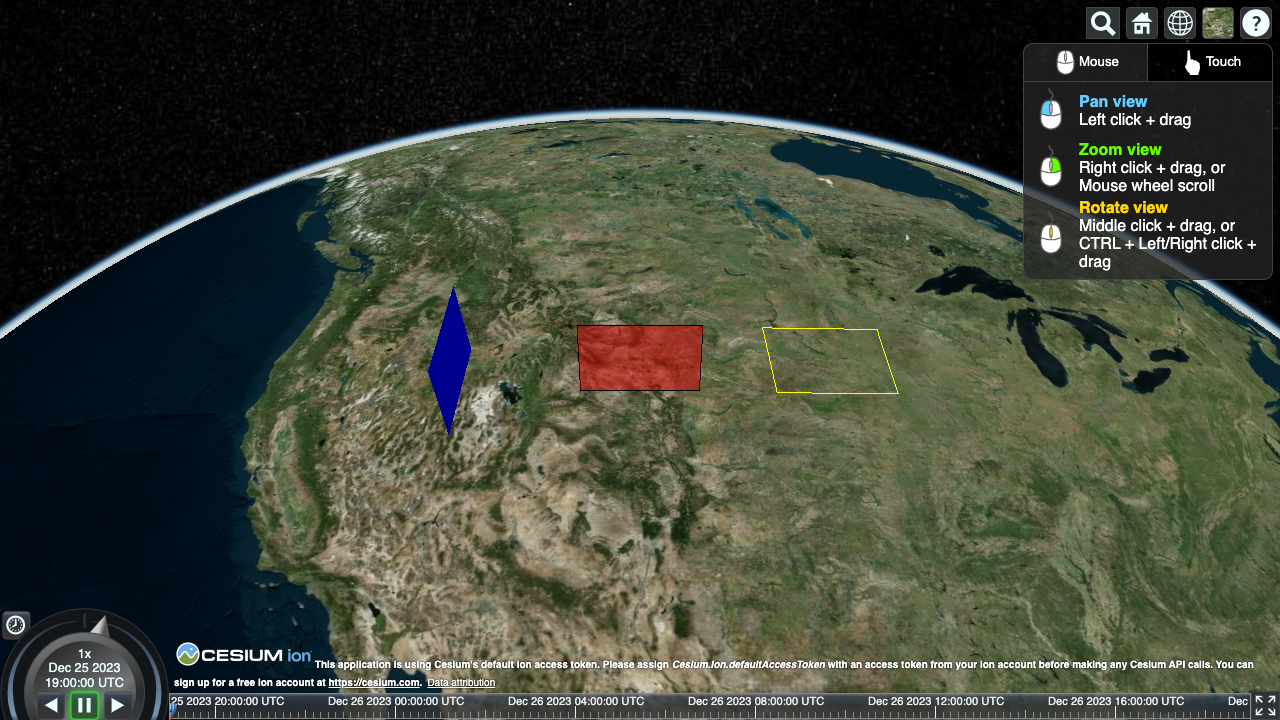 Mouse
Touch
Pan view
Left click + drag
Zoom view
Right click + drag, or
Mouse wheel scroll
Rotate view
Middle click + drag, or
CTRL + Left/Right click +
drag
1x
Dec 25 2023
19:00:00 UTC
CESIUM ion
This application is using Cesium's default ion access token. Please assign Cesium.Ion.defaultAccessToken with an access token from your ion account before making any Cesium API calls. You can
sign up for a free ion account at https://cesium.com. Data attribution
25 2023 20:00:00 UTC
Dec 26 2023 00:00:00 UTC
Dec 26 2023 04:00:00 UTC
Dec 26 2023 08:00:00 UTC
Dec 26 2023 12:00:00 UTC
Dec 26 2023 16:00:00 UTC
Dec